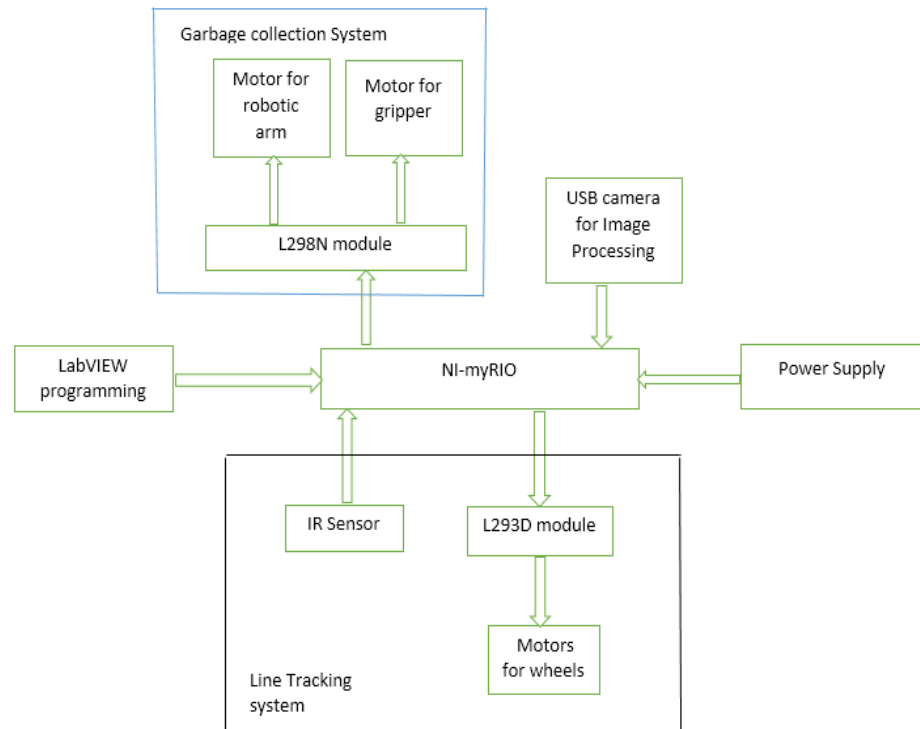 Garbage collection System
Motor for
robotic
arm
Motor for
gripper
L298N module
USB camera
for Image
Processing
LabVIEW
programming
NI-myRIO
Power Supply
IR Sensor
L293D module
Motors
for wheels
Line Tracking
system